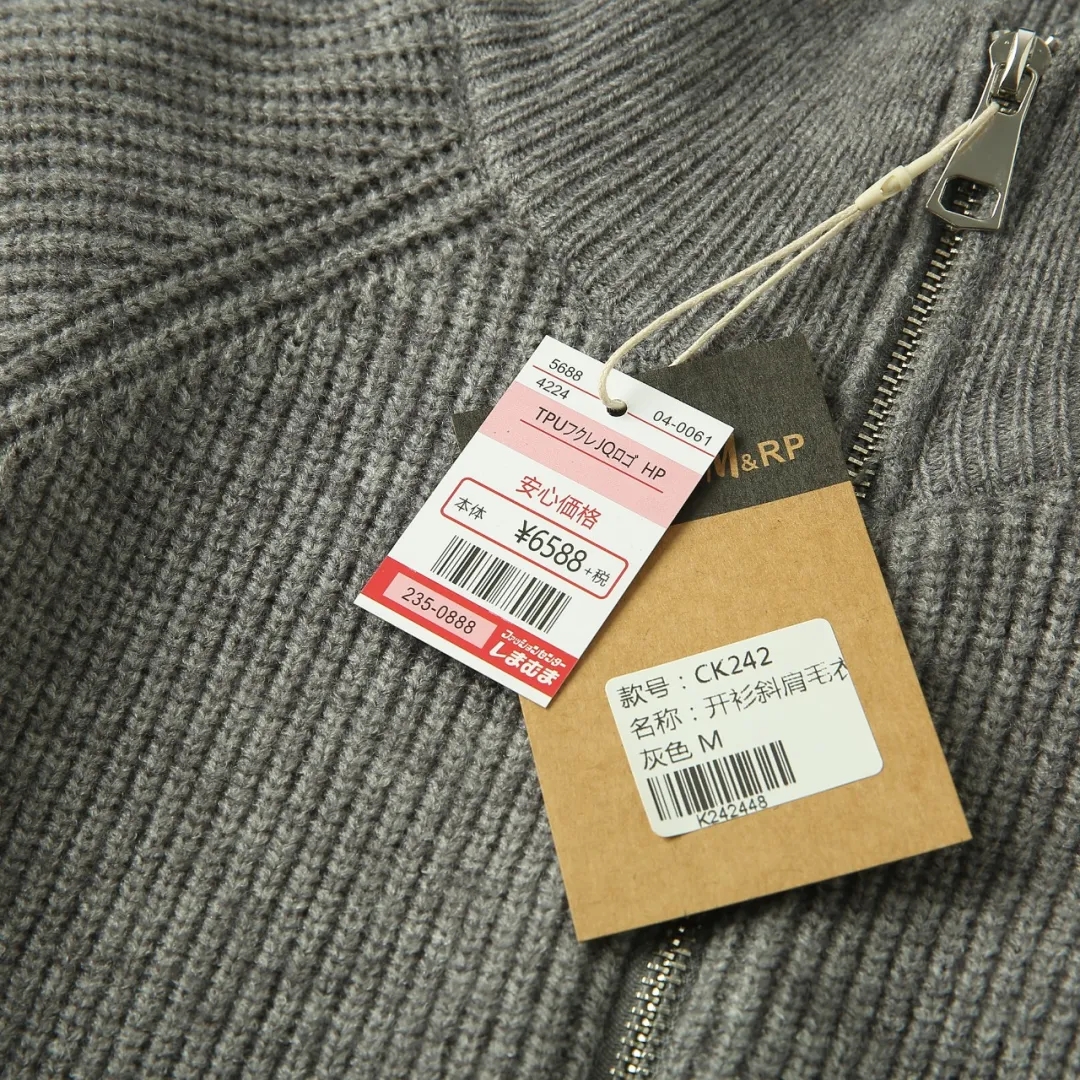 5688
4224
04-0061
TPUフクレJQロゴ HP
安心価格
本体 ¥6588+税
235-0888
ファッションセンター
しまむら
M&RP
款号：CK242
名称：开衫斜肩毛衣
灰色 M
K242448